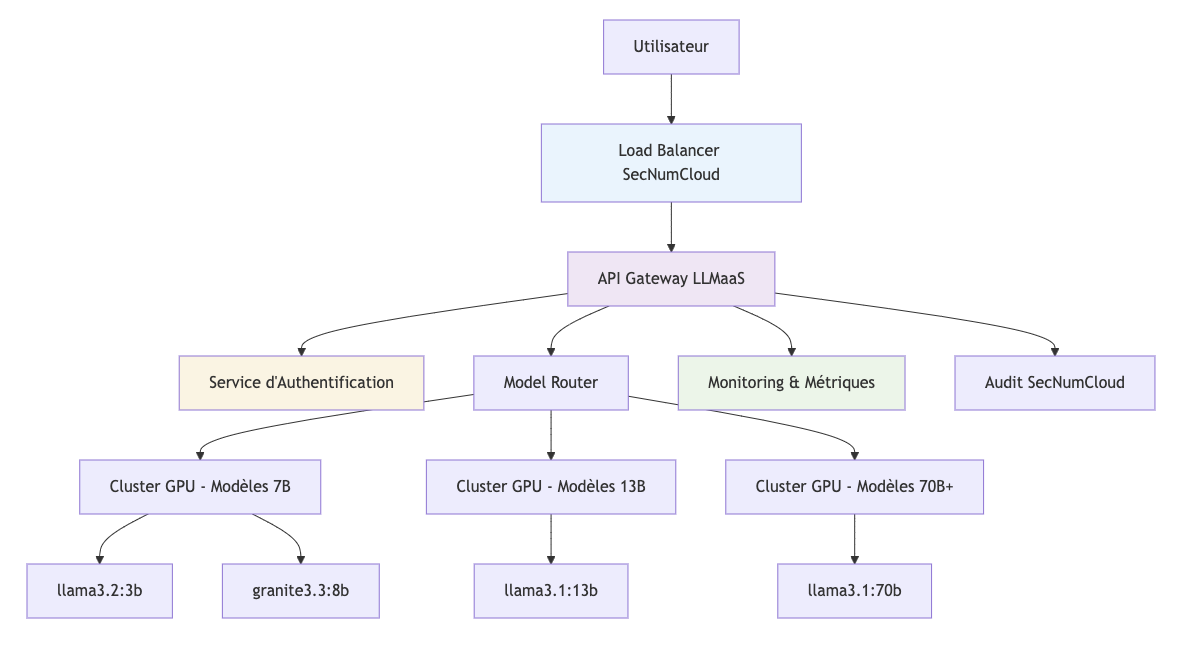 Utilisateur
Load Balancer
SecNumCloud
API Gateway LLMaaS
Service d'Authentification
Model Router
Monitoring & Métriques
Audit SecNumCloud
Cluster GPU - Modèles 7B
Cluster GPU - Modèles 13B
Cluster GPU - Modèles 70B+
llama3.2:3b
granite3.3:8b
llama3.1:13b
llama3.1:70b